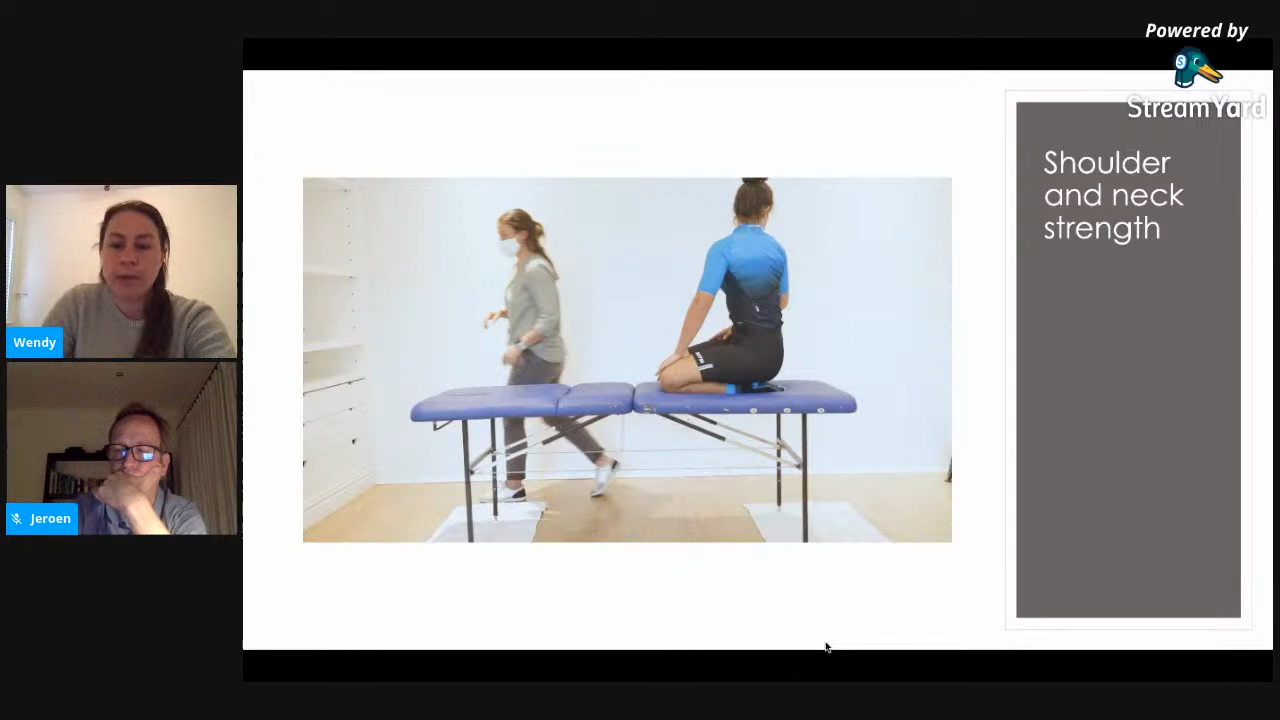 Powered by
StreamYard
Shoulder
and neck
strength
Wendy
Jeroen